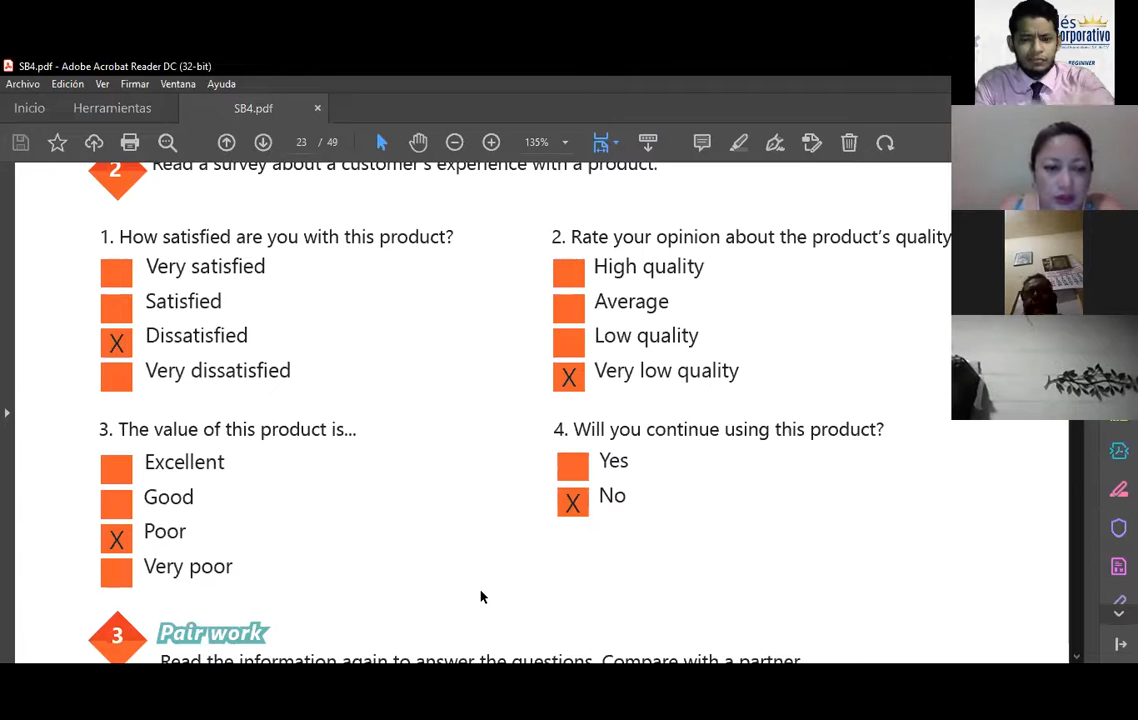 SB4.pdf - Adobe Acrobat Reader DC (32-bit)
Archivo Edición Ver Firmar Ventana Ayuda
Inicio Herramientas SB4.pdf ×
23 / 49 135%
2 Read a survey about a customer's experience with a product.
1. How satisfied are you with this product?
Very satisfied
Satisfied
X Dissatisfied
Very dissatisfied
2. Rate your opinion about the product's quality
High quality
Average
Low quality
X Very low quality
3. The value of this product is...
Excellent
Good
X Poor
Very poor
4. Will you continue using this product?
Yes
X No
3 Pair work
Read the information again to answer the questions. Compare with a partner
és
orporativo
BEGINNER